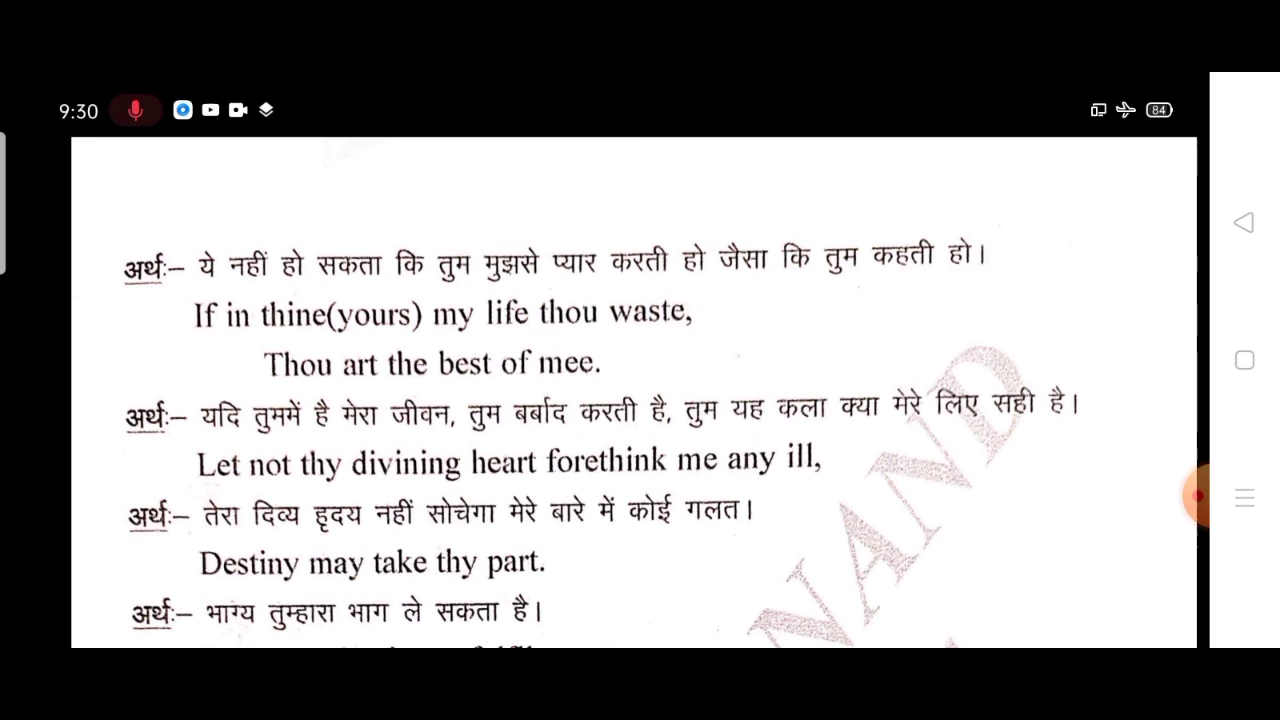 9:30
84
अर्थ:– ये नहीं हो सकता कि तुम मुझसे प्यार करती हो जैसा कि तुम कहती हो।
If in thine(yours) my life thou waste,
Thou art the best of mee.
अर्थ:– यदि तुममें है मेरा जीवन, तुम बर्बाद करती है, तुम यह कला क्या मेरे लिए सही है।
Let not thy divining heart forethink me any ill,
अर्थ:– तेरा दिव्य हृदय नहीं सोचेगा मेरे बारे में कोई गलत।
Destiny may take thy part.
अर्थ:– भाग्य तुम्हारा भाग ले सकता है।